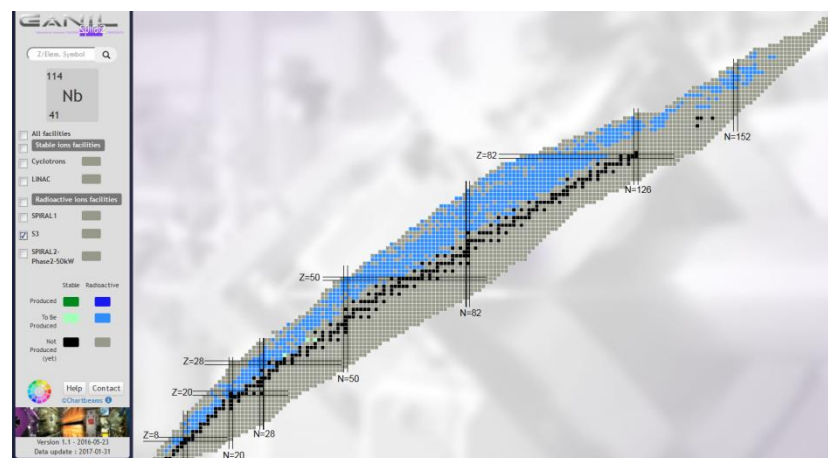 GANIL
Spiral2
Z/Elem. Symbol
114
Nb
41
All facilities
Stable ions facilities
Cyclotrons
LINAC
Radioactive ions facilities
SPIRAL1
S3
SPIRAL2-
Phase2-50kW
Stable Radioactive
Produced
To Be
Produced
Not
Produced
(yet)
Help Contact
©Chartbeams
Version 1.1 - 2016-05-23
Data update : 2017-01-31
N=152
Z=82
N=126
Z=50
N=82
Z=28
N=50
Z=20
N=28
Z=8
N=20